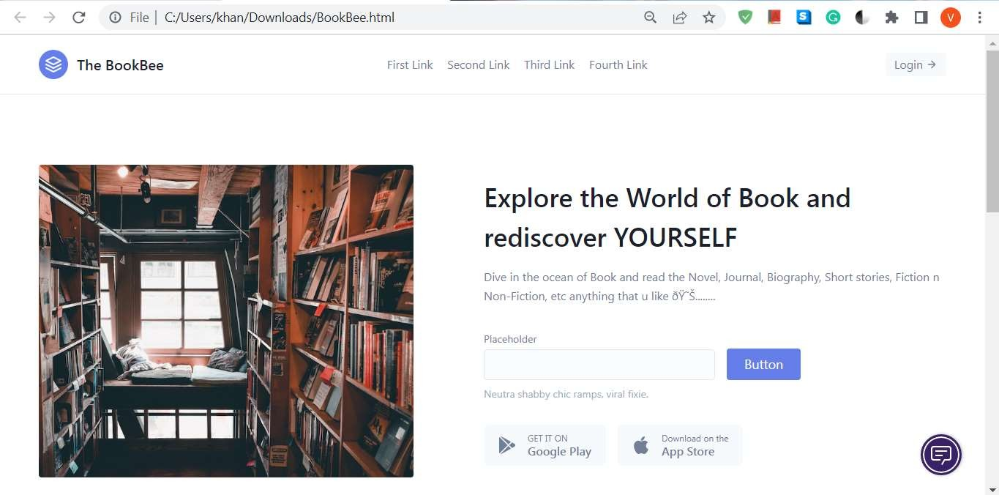 File
C:/Users/khan/Downloads/BookBee.html
V
The BookBee
First Link
Second Link
Third Link
Fourth Link
Login →
Explore the World of Book and
rediscover YOURSELF
Dive in the ocean of Book and read the Novel, Journal, Biography, Short stories, Fiction n
Non-Fiction, etc anything that u like ðŸ˜Š........
Placeholder
Button
Neutra shabby chic ramps, viral fixie.
GET IT ON
Google Play
Download on the
App Store